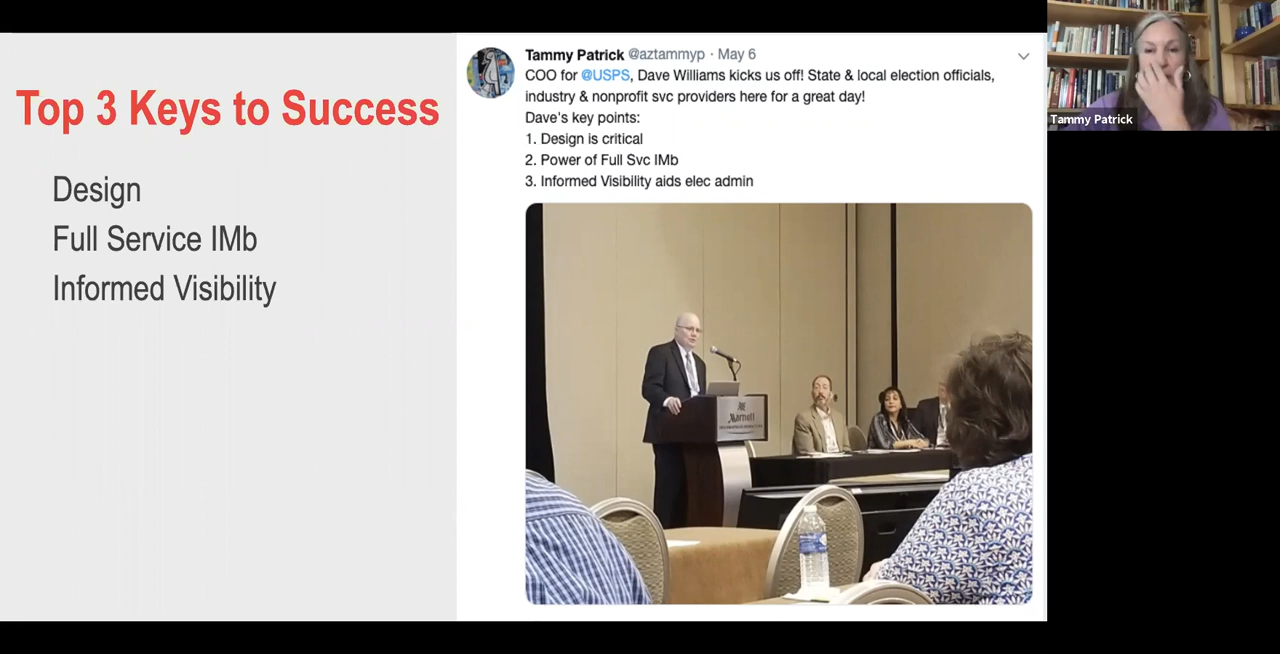 Top 3 Keys to Success
Design
Full Service IMb
Informed Visibility
Tammy Patrick @aztammyp · May 6
COO for @USPS, Dave Williams kicks us off! State & local election officials,
industry & nonprofit svc providers here for a great day!
Dave's key points:
1. Design is critical
2. Power of Full Svc IMb
3. Informed Visibility aids elec admin
Marriott
Tammy Patrick